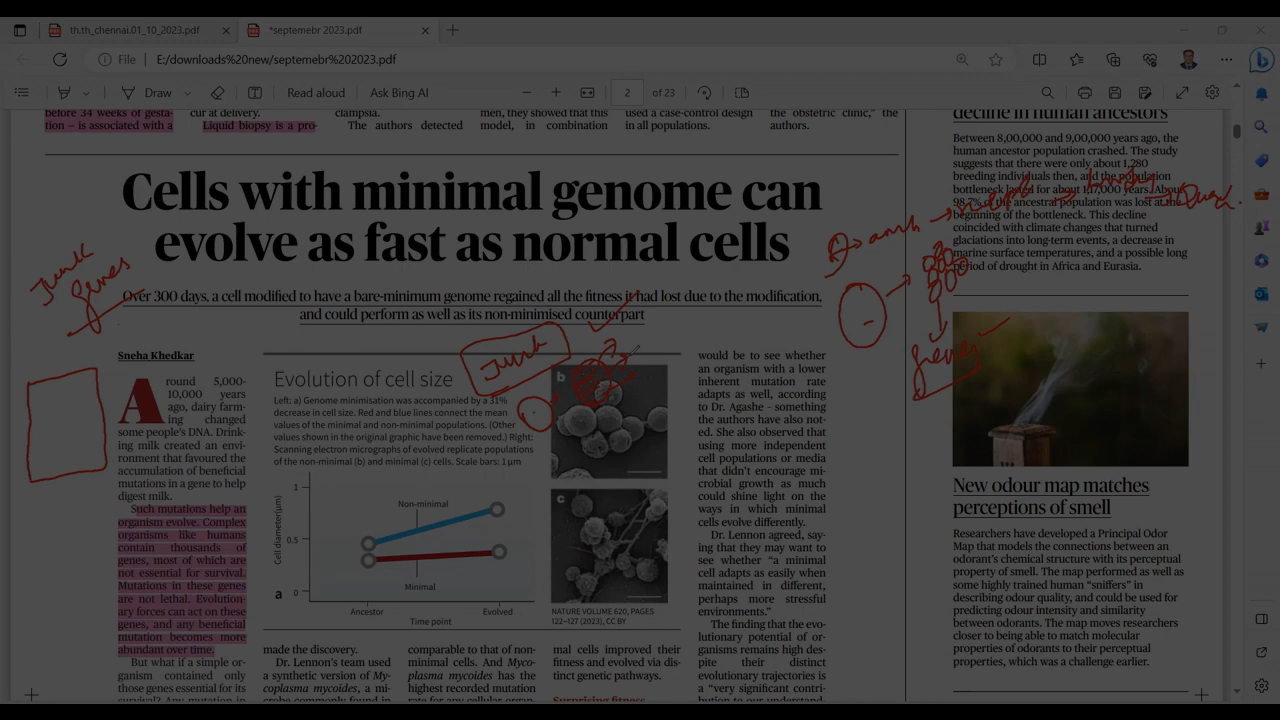 th.th_chennai.01_10_2023.pdf
*septemebr 2023.pdf
File
E:/downloads%20new/septemebr%202023.pdf
Draw
Read aloud
Ask Bing AI
2 of 23
before 34 weeks of gesta-
tion – is associated with a
cur at delivery.
Liquid biopsy is a pro-
clampsia.
The authors detected
men, they showed that this
model, in combination
used a case-control design
in all populations.
the obstetric clinic,” the
authors.
Cells with minimal genome can
evolve as fast as normal cells
Over 300 days, a cell modified to have a bare-minimum genome regained all the fitness it had lost due to the modification,
and could perform as well as its non-minimised counterpart
Junk
genes
Sneha Khedkar
Around 5,000-
10,000 years
ago, dairy farm-
ing changed
some people's DNA. Drink-
ing milk created an envi-
ronment that favoured the
accumulation of beneficial
mutations in a gene to help
digest milk.
Such mutations help an
organism evolve. Complex
organisms like humans
contain thousands of
genes, most of which are
not essential for survival.
Mutations in these genes
are not lethal. Evolution-
ary forces can act on these
genes, and any beneficial
mutation becomes more
abundant over time.
But what if a simple or-
ganism contained only
those genes essential for its
survival? Any mutation in
Junk
Evolution of cell size
Left: a) Genome minimisation was accompanied by a 31%
decrease in cell size. Red and blue lines connect the mean
values of the minimal and non-minimal populations. (Other
values shown in the original graphic have been removed.) Right:
Scanning electron micrographs of evolved replicate populations
of the non-minimal (b) and minimal (c) cells. Scale bars: 1 μm
Cell diameter(μm)
1
0.5
0
Non-minimal
Minimal
a
Ancestor
Evolved
Time point
b
c
NATURE VOLUME 620, PAGES
122–127 (2023), CC BY
made the discovery.
Dr. Lennon's team used
a synthetic version of My-
coplasma mycoides, a mi-
crobe commonly found in
comparable to that of non-
minimal cells. And Myco-
plasma mycoides has the
highest recorded mutation
rate for any cellular organ-
mal cells improved their
fitness and evolved via dis-
tinct genetic pathways.
Surprising fitness
would be to see whether
an organism with a lower
inherent mutation rate
adapts as well, according
to Dr. Agashe – something
the authors have also not-
ed. She also observed that
using more independent
cell populations or media
that didn't encourage mi-
crobial growth as much
could shine light on the
ways in which minimal
cells evolve differently.
Dr. Lennon agreed, say-
ing that they may want to
see whether “a minimal
cell adapts as easily when
maintained in different,
perhaps more stressful
environments.”
The finding that the evo-
lutionary potential of or-
ganisms remains high des-
pite their distinct
evolutionary trajectories is
a “very significant contri-
bution to our understand-
genes
decline in human ancestors
Between 8,00,000 and 9,00,000 years ago, the
human ancestor population crashed. The study
suggests that there were only about 1,280
breeding individuals then, and the population
bottleneck lasted for about 1,17,000 years. About
98.7% of the ancestral population was lost at the
beginning of the bottleneck. This decline
coincided with climate changes that turned
glaciations into long-term events, a decrease in
marine surface temperatures, and a possible long
period of drought in Africa and Eurasia.
New odour map matches
perceptions of smell
Researchers have developed a Principal Odor
Map that models the connections between an
odorant's chemical structure with its perceptual
property of smell. The map performed as well as
some highly trained human “sniffers” in
describing odour quality, and could be used for
predicting odour intensity and similarity
between odorants. The map moves researchers
closer to being able to match molecular
properties of odorants to their perceptual
properties, which was a challenge earlier.